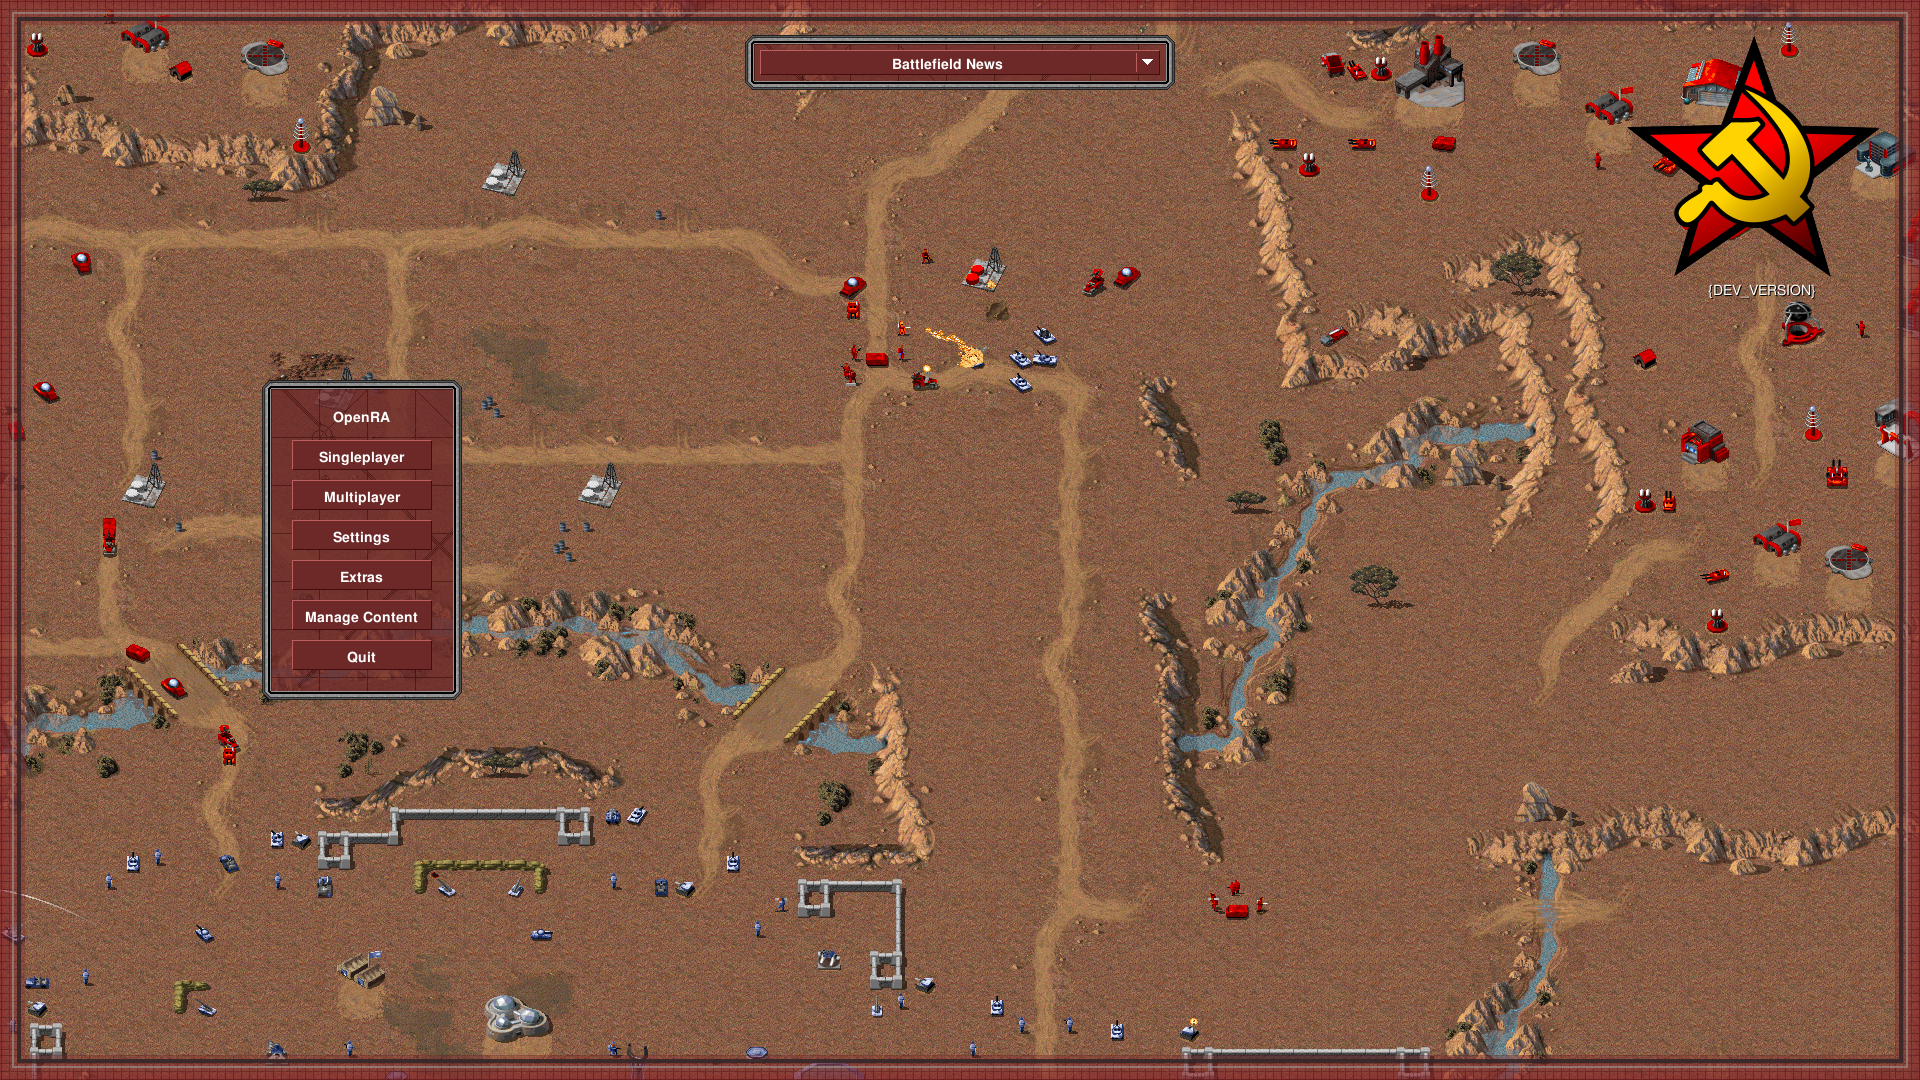 Battlefield News
{DEV_VERSION}
OpenRA
Singleplayer
Multiplayer
Settings
Extras
Manage Content
Quit